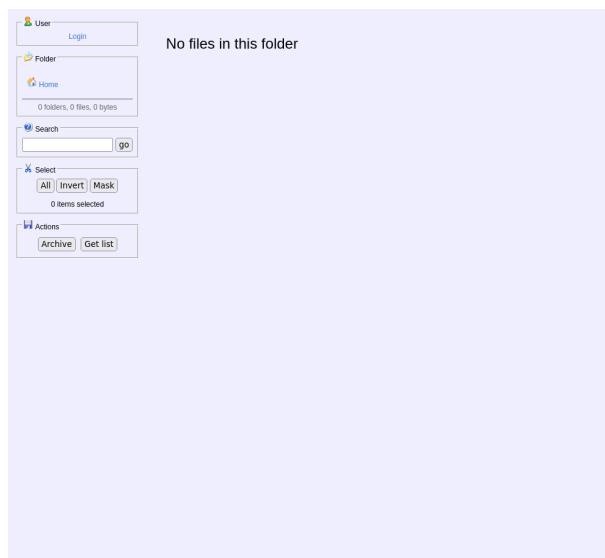 User
Login
Folder
Home
0 folders, 0 files, 0 bytes
Search
go
Select
All Invert Mask
0 items selected
Actions
Archive Get list
No files in this folder